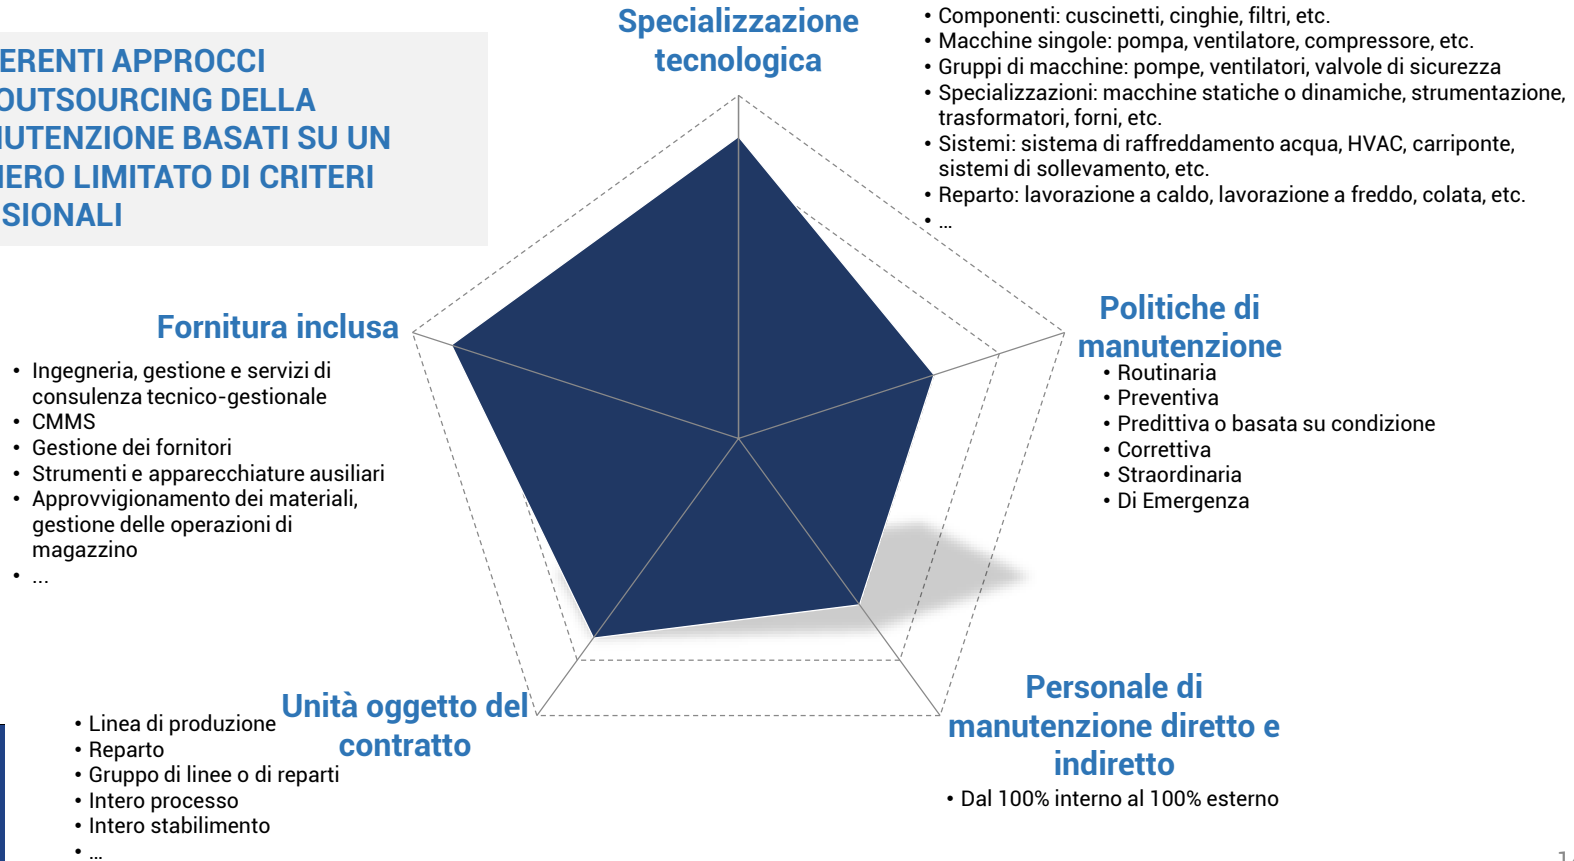 ERENTI APPROCCI
OUTSOURCING DELLA
NUTENZIONE BASATI SU UN
MERO LIMITATO DI CRITERI
SIONALI
Specializzazione
tecnologica
• Componenti: cuscinetti, cinghie, filtri, etc.
• Macchine singole: pompa, ventilatore, compressore, etc.
• Gruppi di macchine: pompe, ventilatori, valvole di sicurezza
• Specializzazioni: macchine statiche o dinamiche, strumentazione,
trasformatori, forni, etc.
• Sistemi: sistema di raffreddamento acqua, HVAC, carriponte,
sistemi di sollevamento, etc.
• Reparto: lavorazione a caldo, lavorazione a freddo, colata, etc.
• ...
Fornitura inclusa
• Ingegneria, gestione e servizi di
consulenza tecnico-gestionale
• CMMS
• Gestione dei fornitori
• Strumenti e apparecchiature ausiliari
• Approvvigionamento dei materiali,
gestione delle operazioni di
magazzino
• ...
Politiche di
manutenzione
• Routinaria
• Preventiva
• Predittiva o basata su condizione
• Correttiva
• Straordinaria
• Di Emergenza
Unità oggetto del
contratto
• Linea di produzione
• Reparto
• Gruppo di linee o di reparti
• Intero processo
• Intero stabilimento
• ...
Personale di
manutenzione diretto e
indiretto
• Dal 100% interno al 100% esterno